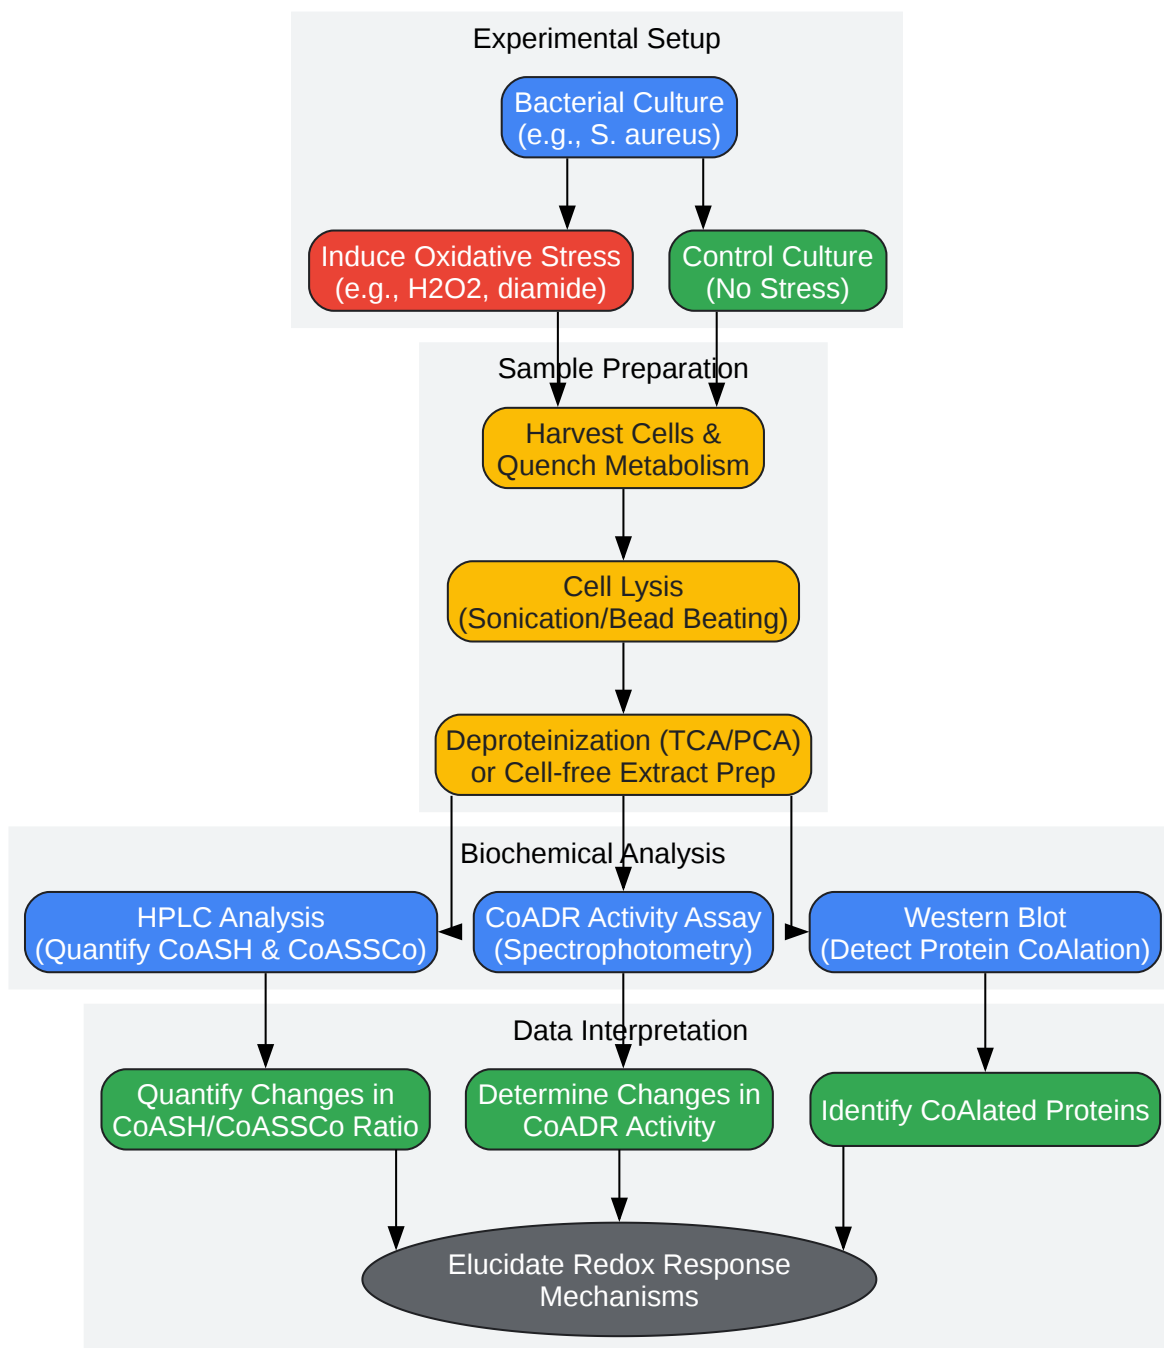 Experimental Setup
Bacterial Culture
(e.g., S. aureus)
Induce Oxidative Stress
(e.g., H2O2, diamide)
Control Culture
(No Stress)
Sample Preparation
Harvest Cells &
Quench Metabolism
Cell Lysis
(Sonication/Bead Beating)
Deproteinization (TCA/PCA)
or Cell-free Extract Prep
Biochemical Analysis
HPLC Analysis
(Quantify CoASH & CoASSCo)
CoADR Activity Assay
(Spectrophotometry)
Western Blot
(Detect Protein CoAlation)
Data Interpretation
Quantify Changes in
CoASH/CoASSCo Ratio
Determine Changes in
CoADR Activity
Identify CoAlated Proteins
Elucidate Redox Response
Mechanisms